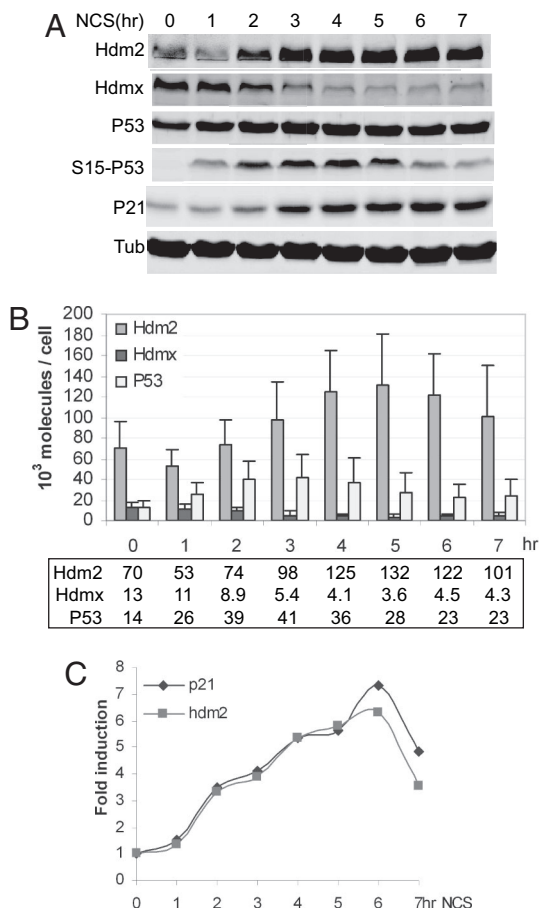 A
NCS(hr) 0 1 2 3 4 5 6 7
Hdm2
Hdmx
P53
S15-P53
P21
Tub
B
10³ molecules / cell
200
180
160
140
120
100
80
60
40
20
0
Hdm2
Hdmx
P53
0 1 2 3 4 5 6 7 hr
Hdm2 70 53 74 98 125 132 122 101
Hdmx 13 11 8.9 5.4 4.1 3.6 4.5 4.3
P53 14 26 39 41 36 28 23 23
C
Fold induction
8
7
6
5
4
3
2
1
0
p21
hdm2
0 1 2 3 4 5 6 7hr NCS